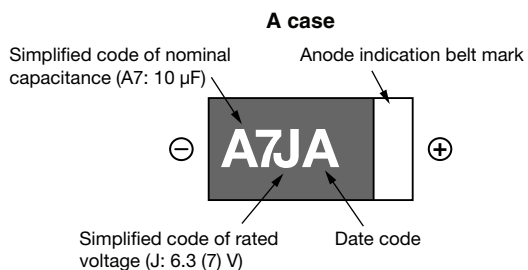 A case
Simplified code of nominal
capacitance (A7: 10 µF)
Anode indication belt mark
⊖
A7JA
⊕
Simplified code of rated
voltage (J: 6.3 (7) V)
Date code